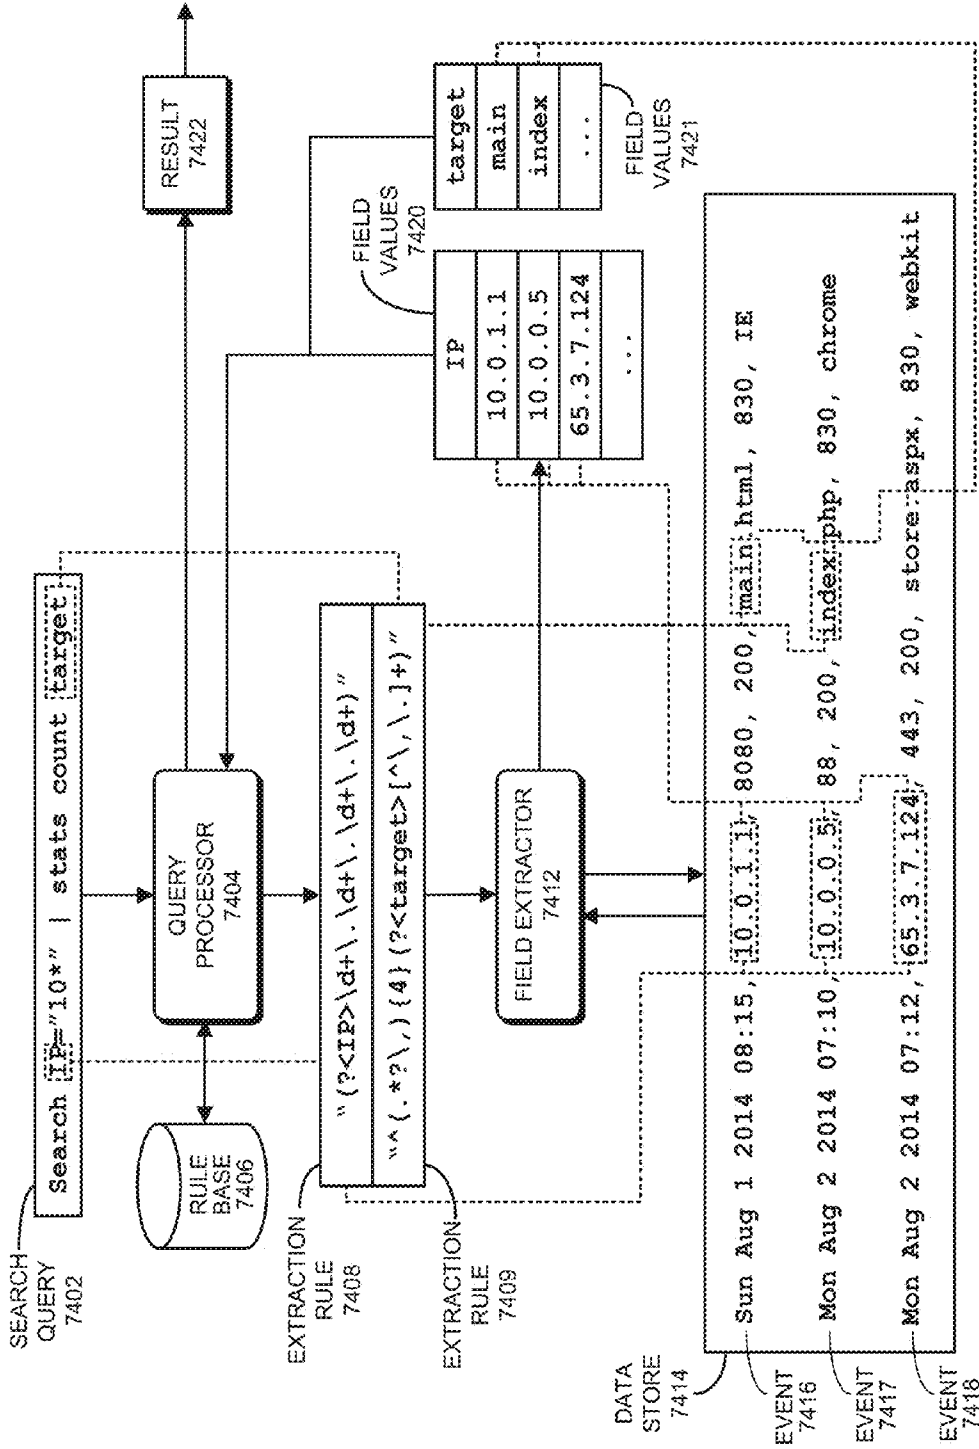 SEARCH
QUERY
7402
Search IP="10*" | stats count target
RULE
BASE
7406
QUERY
PROCESSOR
7404
RESULT
7422
EXTRACTION
RULE
7408
"(?<IP>\d+\.\d+\.\d+\.\d+)"
EXTRACTION
RULE
7409
"^(.*?\,){4}(?<target>[^\,\.]+)"
FIELD EXTRACTOR
7412
FIELD
VALUES
7420
IP
10.0.1.1
10.0.0.5
65.3.7.124
...
target
main
index
...
FIELD
VALUES
7421
DATA
STORE
7414
EVENT
7416
Sun Aug 1 2014 08:15, 10.0.1.1, 8080, 200, main.html, 830, IE
EVENT
7417
Mon Aug 2 2014 07:10, 10.0.0.5, 88, 200, index.php, 830, chrome
EVENT
7418
Mon Aug 2 2014 07:12, 65.3.7.124, 443, 200, store.aspx, 830, webkit